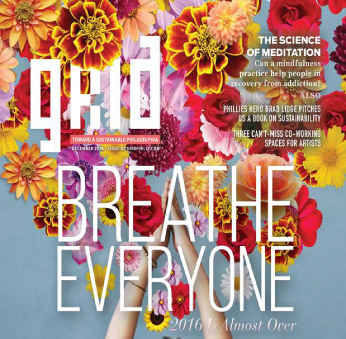 THE SCIENCE
OF MEDITATION
Can a mindfulness
practice help people in
recovery from addiction?
ALSO
PHILLIES HERO BRAD LIDGE PITCHES
US A BOOK ON SUSTAINABILITY
THREE CAN'T-MISS CO-WORKING
SPACES FOR ARTISTS
grid
TOWARD A SUSTAINABLE PHILADELPHIA
BREATHE
EVERYONE
2016 Is Almost Over